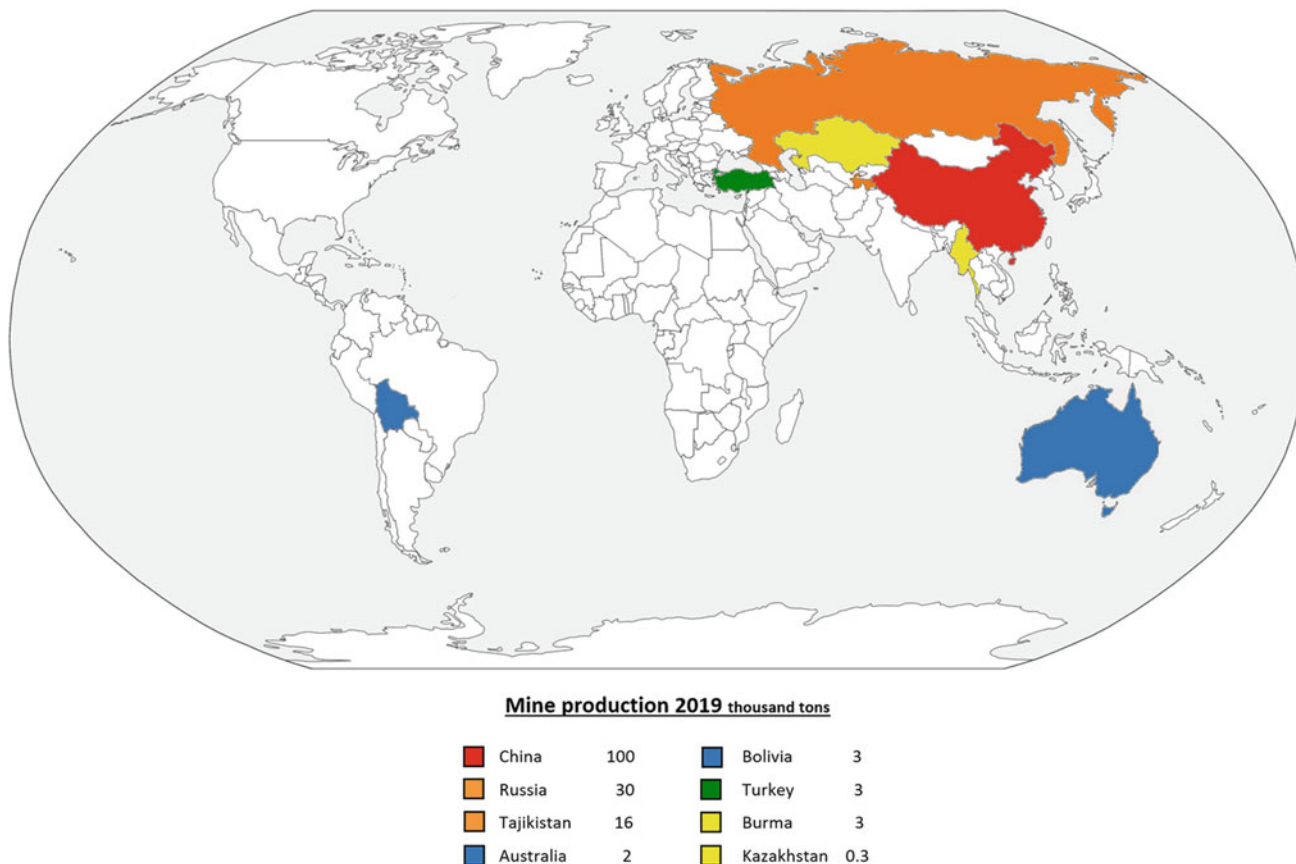 Mine production 2019 thousand tons
China 100 Bolivia 3
Russia 30 Turkey 3
Tajikistan 16 Burma 3
Australia 2 Kazakhstan 0.3